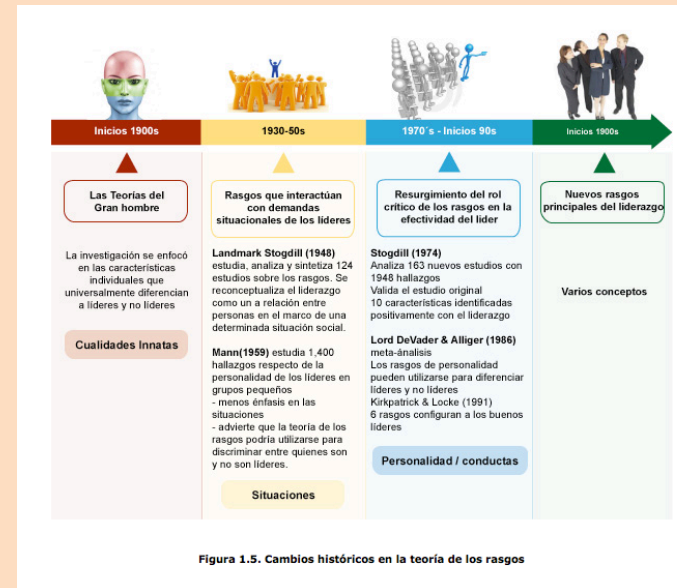 Inicios 1900s
1930-50s
1970´s - Inicios 90s
Inicios 1900s
Las Teorías del
Gran hombre
La investigación se enfocó
en las características
individuales que
universalmente diferencian
a líderes y no líderes
Cualidades Innatas
Rasgos que interactúan
con demandas
situacionales de los líderes
Landmark Stogdill (1948)
estudia, analiza y sintetiza 124
estudios sobre los rasgos. Se
reconceptualiza el liderazgo
como un a relación entre
personas en el marco de una
determinada situación social.
Mann(1959) estudia 1,400
hallazgos respecto de la
personalidad de los líderes en
grupos pequeños
- menos énfasis en las
situaciones
- advierte que la teoría de los
rasgos podría utilizarse para
discriminar entre quienes son
y no son líderes.
Situaciones
Resurgimiento del rol
crítico de los rasgos en la
efectividad del lider
Stogdill (1974)
Analiza 163 nuevos estudios con
1948 hallazgos
Valida el estudio original
10 características identificadas
positivamente con el liderazgo
Lord DeVader & Alliger (1986)
meta-ánalisis
Los rasgos de personalidad
pueden utilizarse para diferenciar
líderes y no líderes
Kirkpatrick & Locke (1991)
6 rasgos configuran a los buenos
líderes
Personalidad / conductas
Nuevos rasgos
principales del liderazgo
Varios conceptos
Figura 1.5. Cambios históricos en la teoría de los rasgos